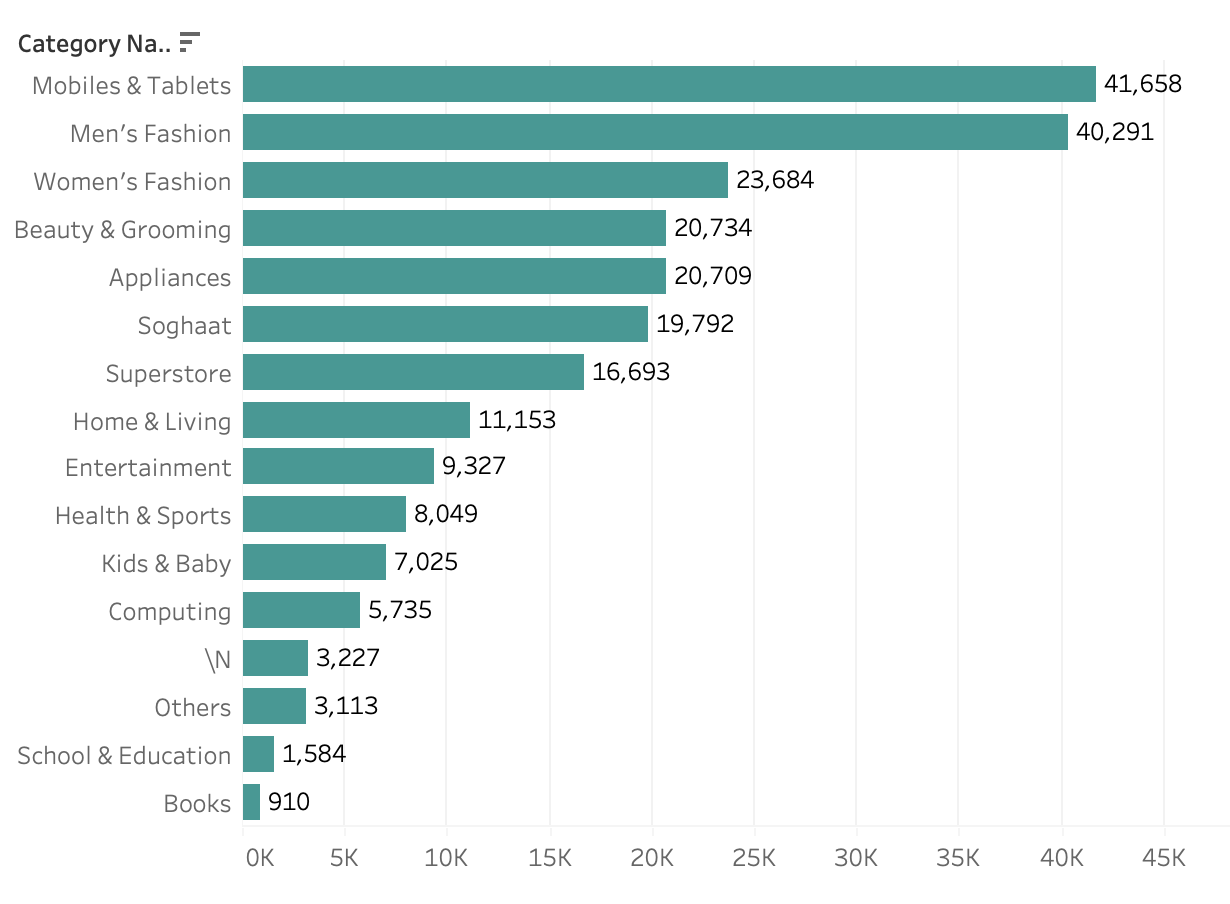 Category Na..
Mobiles & Tablets 41,658
Men's Fashion 40,291
Women's Fashion 23,684
Beauty & Grooming 20,734
Appliances 20,709
Soghaat 19,792
Superstore 16,693
Home & Living 11,153
Entertainment 9,327
Health & Sports 8,049
Kids & Baby 7,025
Computing 5,735
\N 3,227
Others 3,113
School & Education 1,584
Books 910
0K 5K 10K 15K 20K 25K 30K 35K 40K 45K